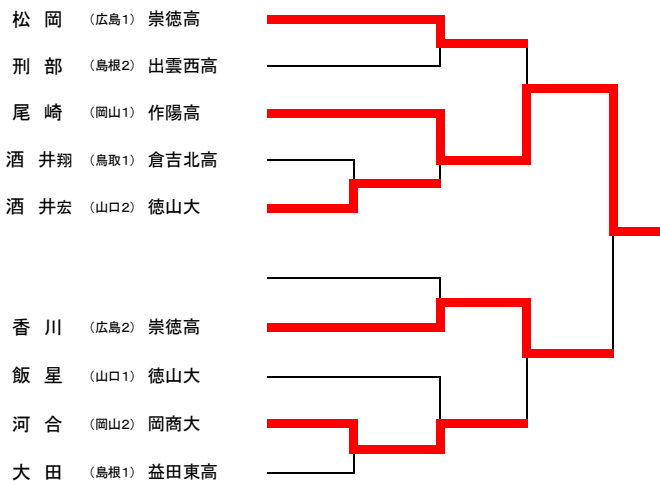 松岡 (広島1) 崇徳高
刑部 (島根2) 出雲西高
尾崎 (岡山1) 作陽高
酒井翔 (鳥取1) 倉吉北高
酒井宏 (山口2) 徳山大
香川 (広島2) 崇徳高
飯星 (山口1) 徳山大
河合 (岡山2) 岡商大
大田 (島根1) 益田東高